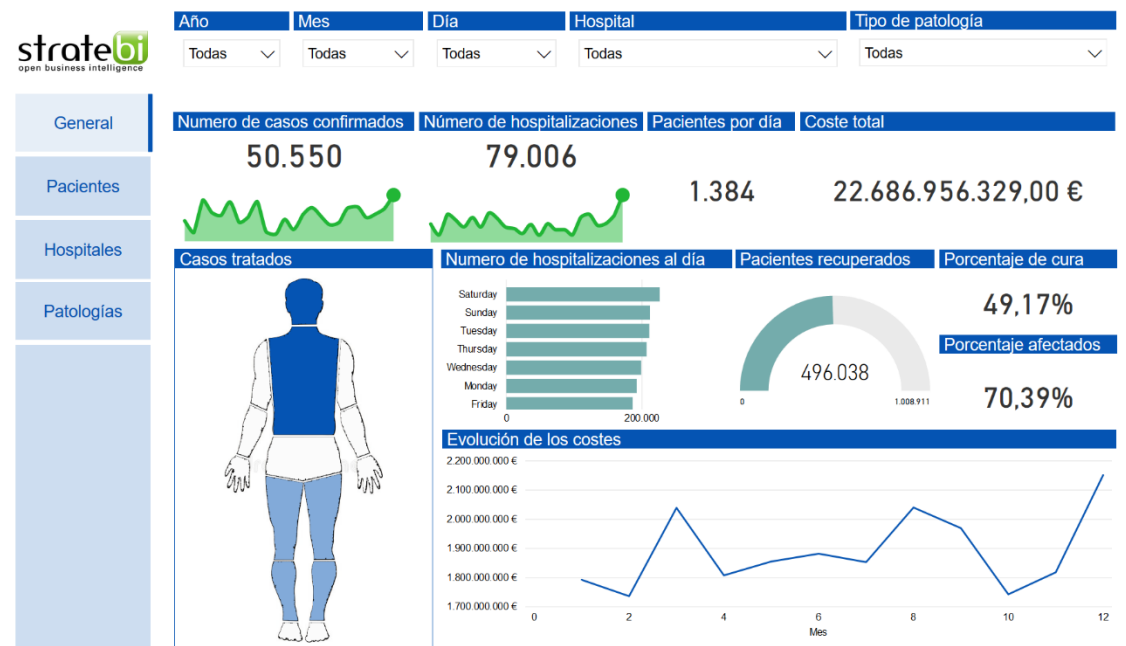 Año Mes Día Hospital Tipo de patología
stratebi
open business intelligence
Todas Todas Todas Todas Todas
General
Pacientes
Hospitales
Patologías
Numero de casos confirmados Número de hospitalizaciones Pacientes por día Coste total
50.550 79.006 1.384 22.686.956.329,00 €
Casos tratados
Numero de hospitalizaciones al día
Saturday
Sunday
Tuesday
Thursday
Wednesday
Monday
Friday
0 200.000
Pacientes recuperados
496.038
0 1.008.911
Porcentaje de cura
49,17%
Porcentaje afectados
70,39%
Evolución de los costes
2.200.000.000 €
2.100.000.000 €
2.000.000.000 €
1.900.000.000 €
1.800.000.000 €
1.700.000.000 €
0 2 4 6 8 10 12
Mes